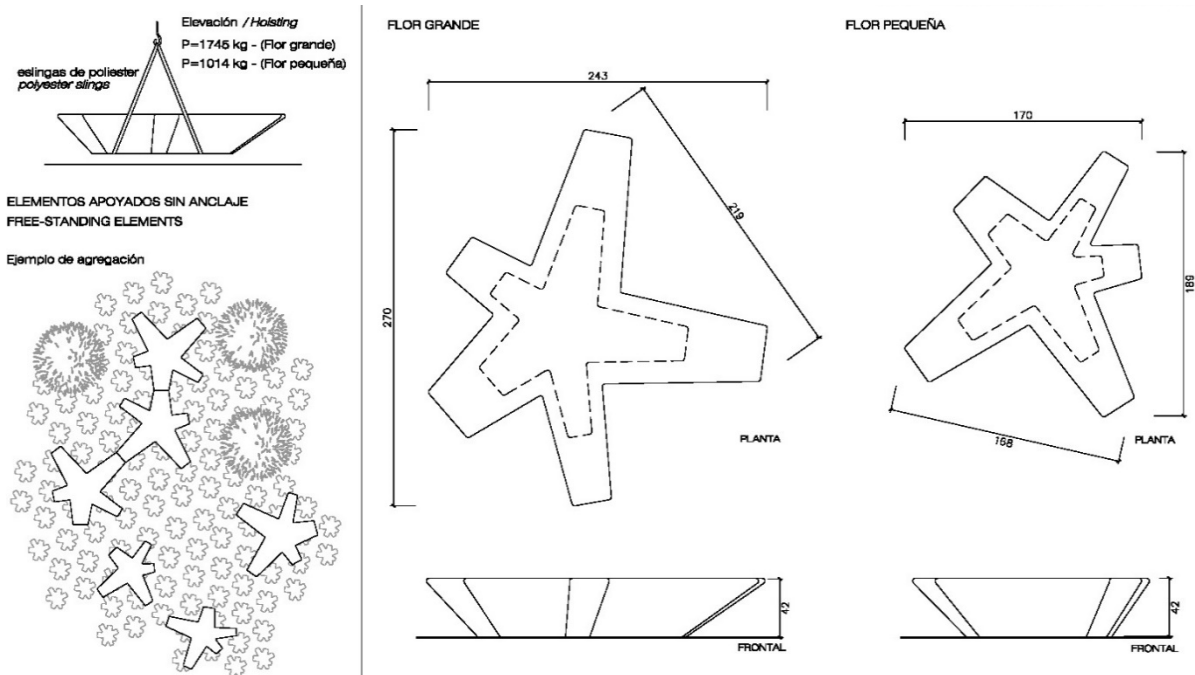 Elevación / Hoisting
P=1745 kg - (Flor grande)
P=1014 kg - (Flor pequeña)
eslingas de poliester
polyester slings
ELEMENTOS APOYADOS SIN ANCLAJE
FREE-STANDING ELEMENTS
Ejemplo de agregación
FLOR GRANDE
243
219
270
PLANTA
42
FRONTAL
FLOR PEQUEÑA
170
189
168
PLANTA
42
FRONTAL